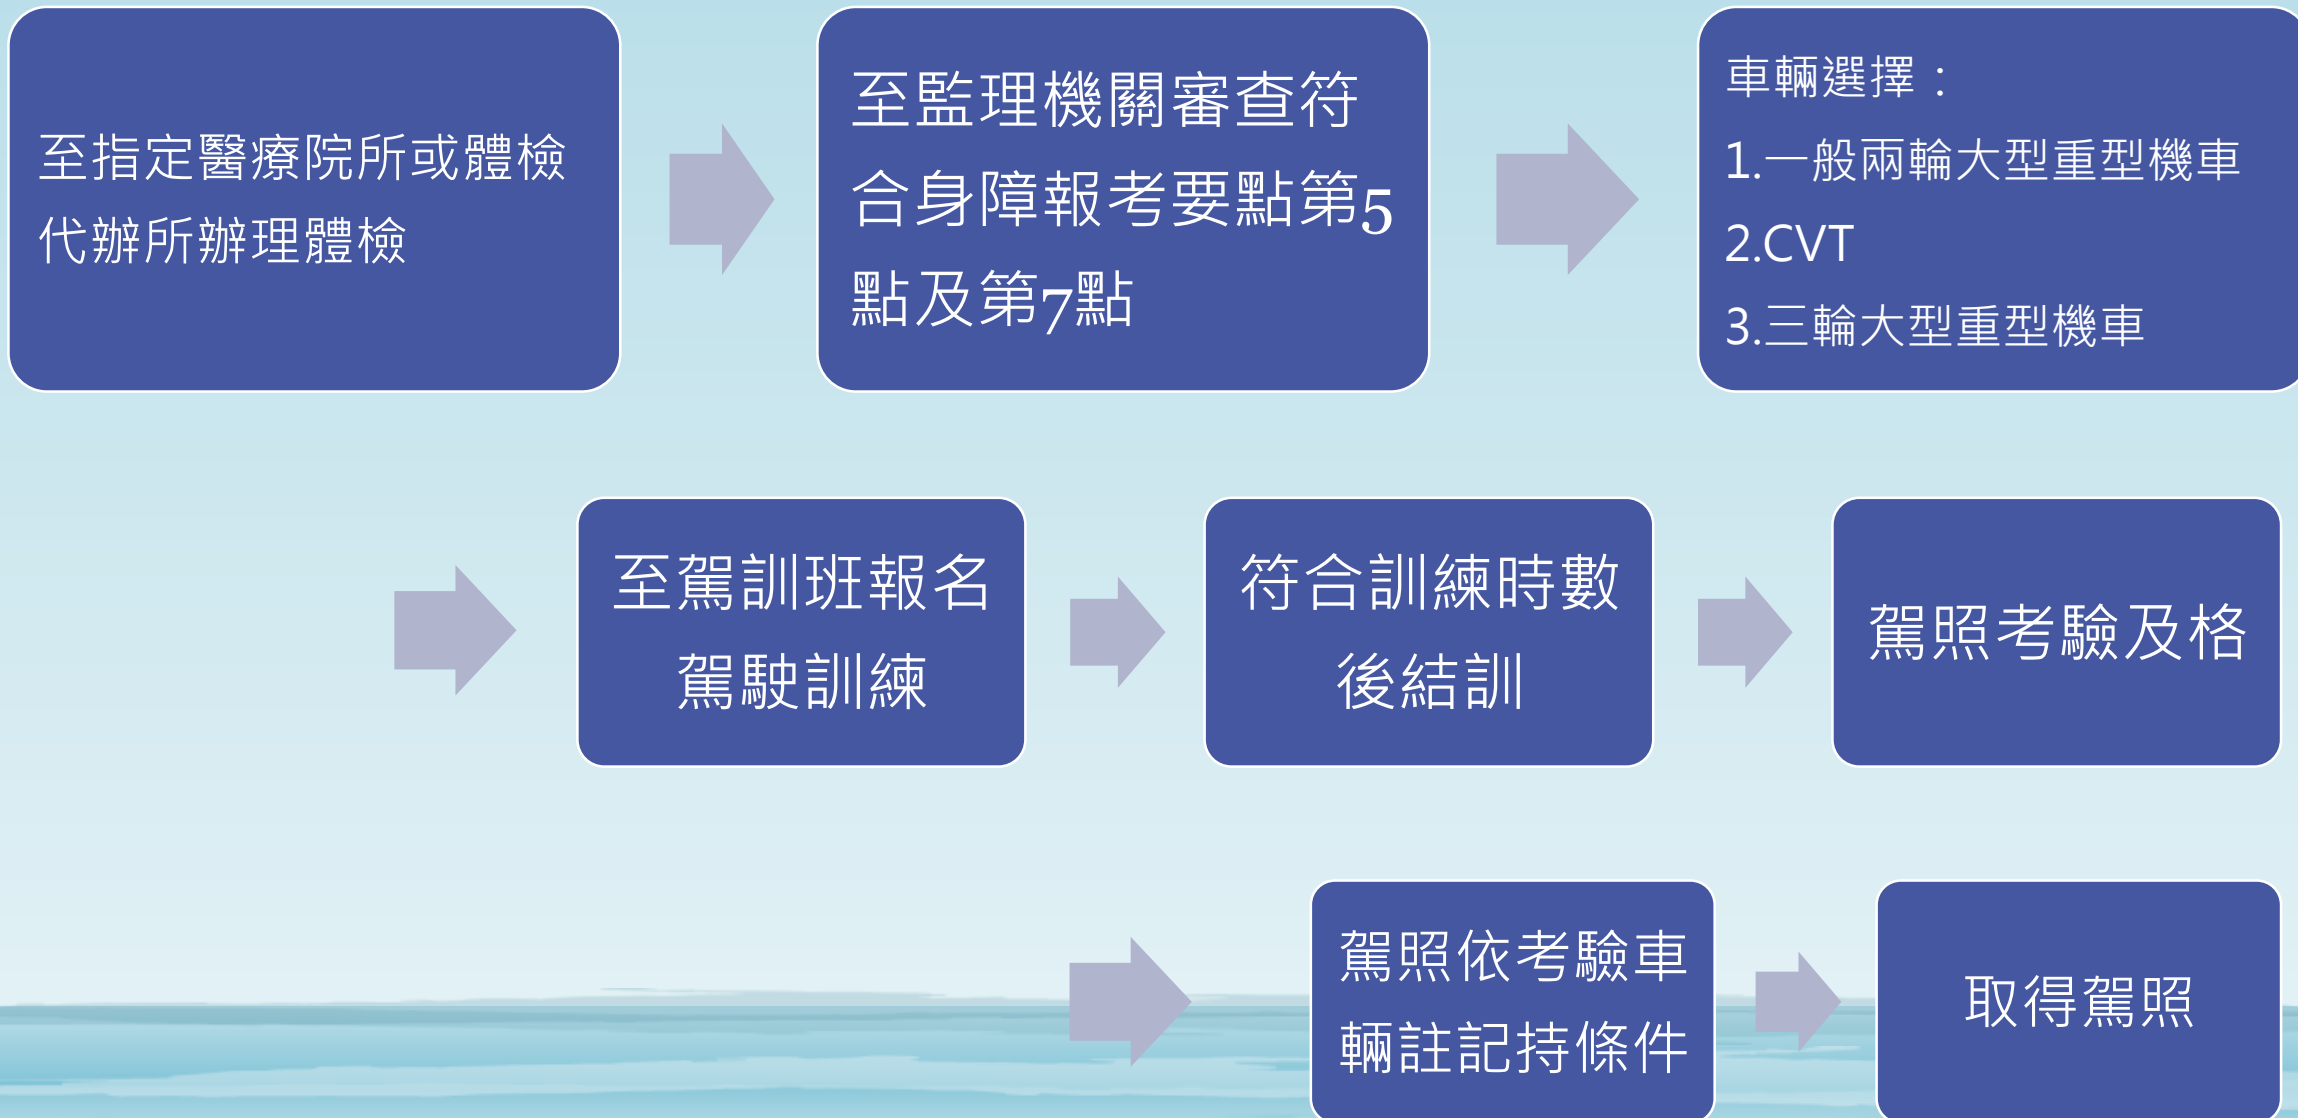 至指定醫療院所或體檢
代辦所辦理體檢
至監理機關審查符
合身障報考要點第5
點及第7點
車輛選擇：
1.一般兩輪大型重型機車
2.CVT
3.三輪大型重型機車
至駕訓班報名
駕駛訓練
符合訓練時數
後結訓
駕照考驗及格
駕照依考驗車
輛註記持條件
取得駕照